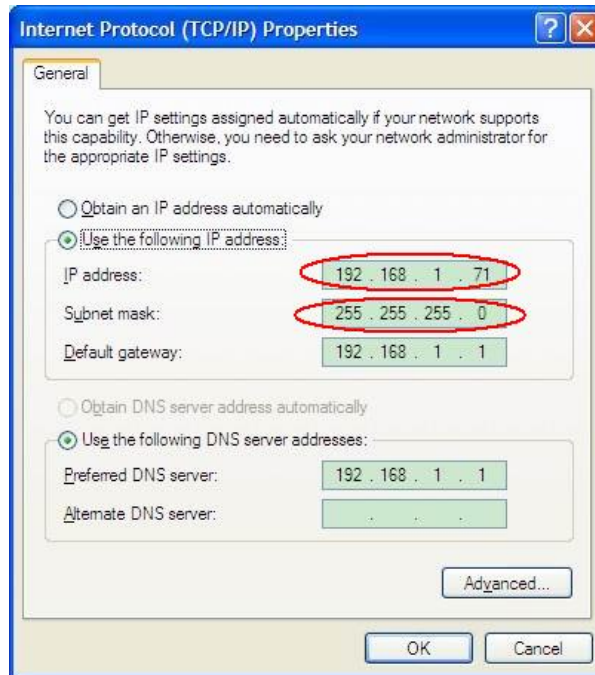 Internet Protocol (TCP/IP) Properties
General
You can get IP settings assigned automatically if your network supports
this capability. Otherwise, you need to ask your network administrator for
the appropriate IP settings.
Obtain an IP address automatically
Use the following IP address:
IP address: 192 . 168 . 1 . 71
Subnet mask: 255 . 255 . 255 . 0
Default gateway: 192 . 168 . 1 . 1
Obtain DNS server address automatically
Use the following DNS server addresses:
Preferred DNS server: 192 . 168 . 1 . 1
Alternate DNS server: . . .
Advanced...
OK Cancel